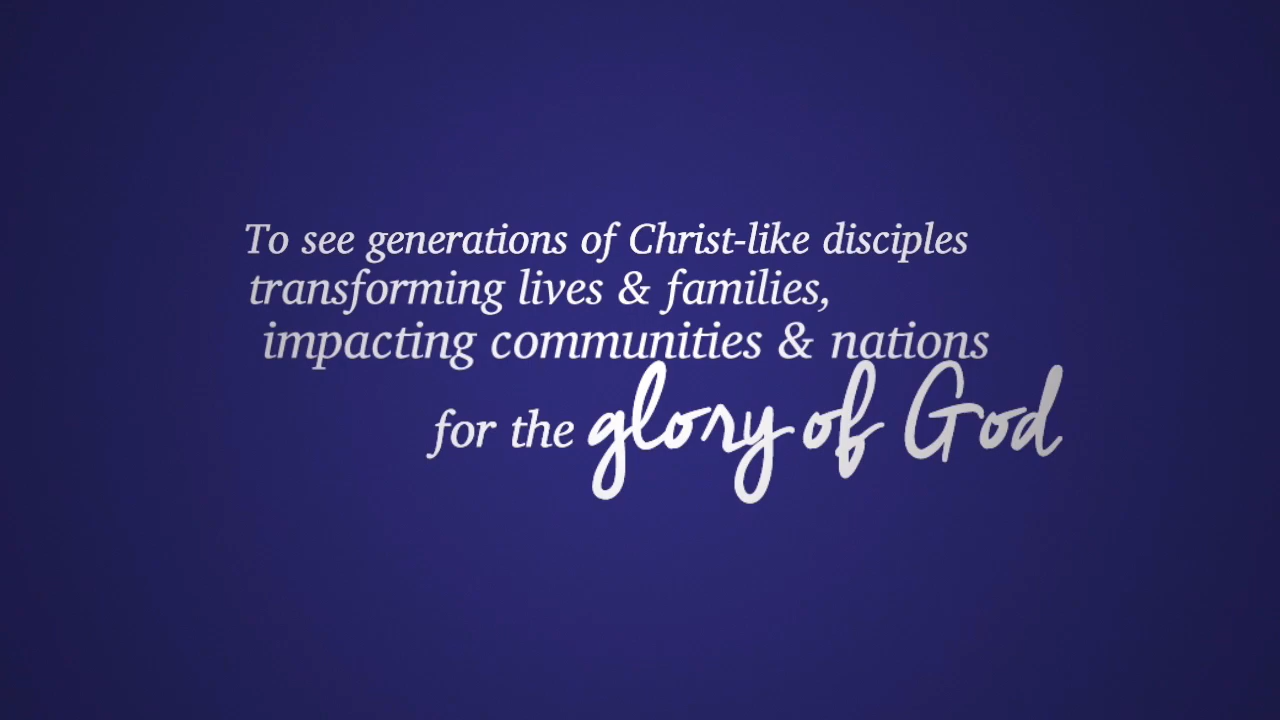 To see generations of Christ-like disciples
transforming lives & families,
impacting communities & nations
for the glory of God